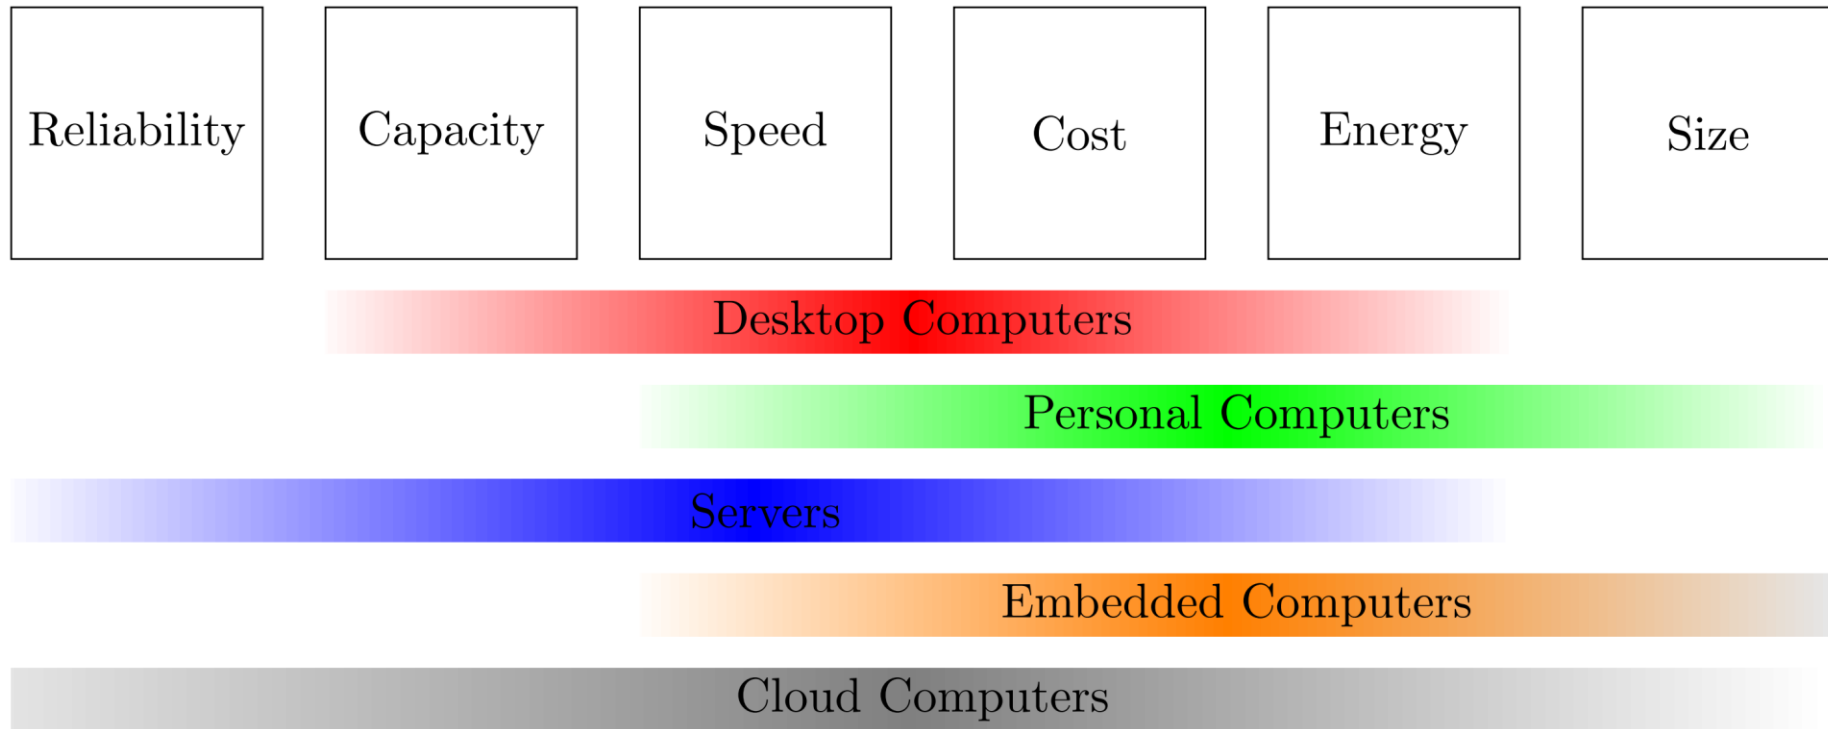 Reliability
Capacity
Speed
Cost
Energy
Size
Desktop Computers
Personal Computers
Servers
Embedded Computers
Cloud Computers